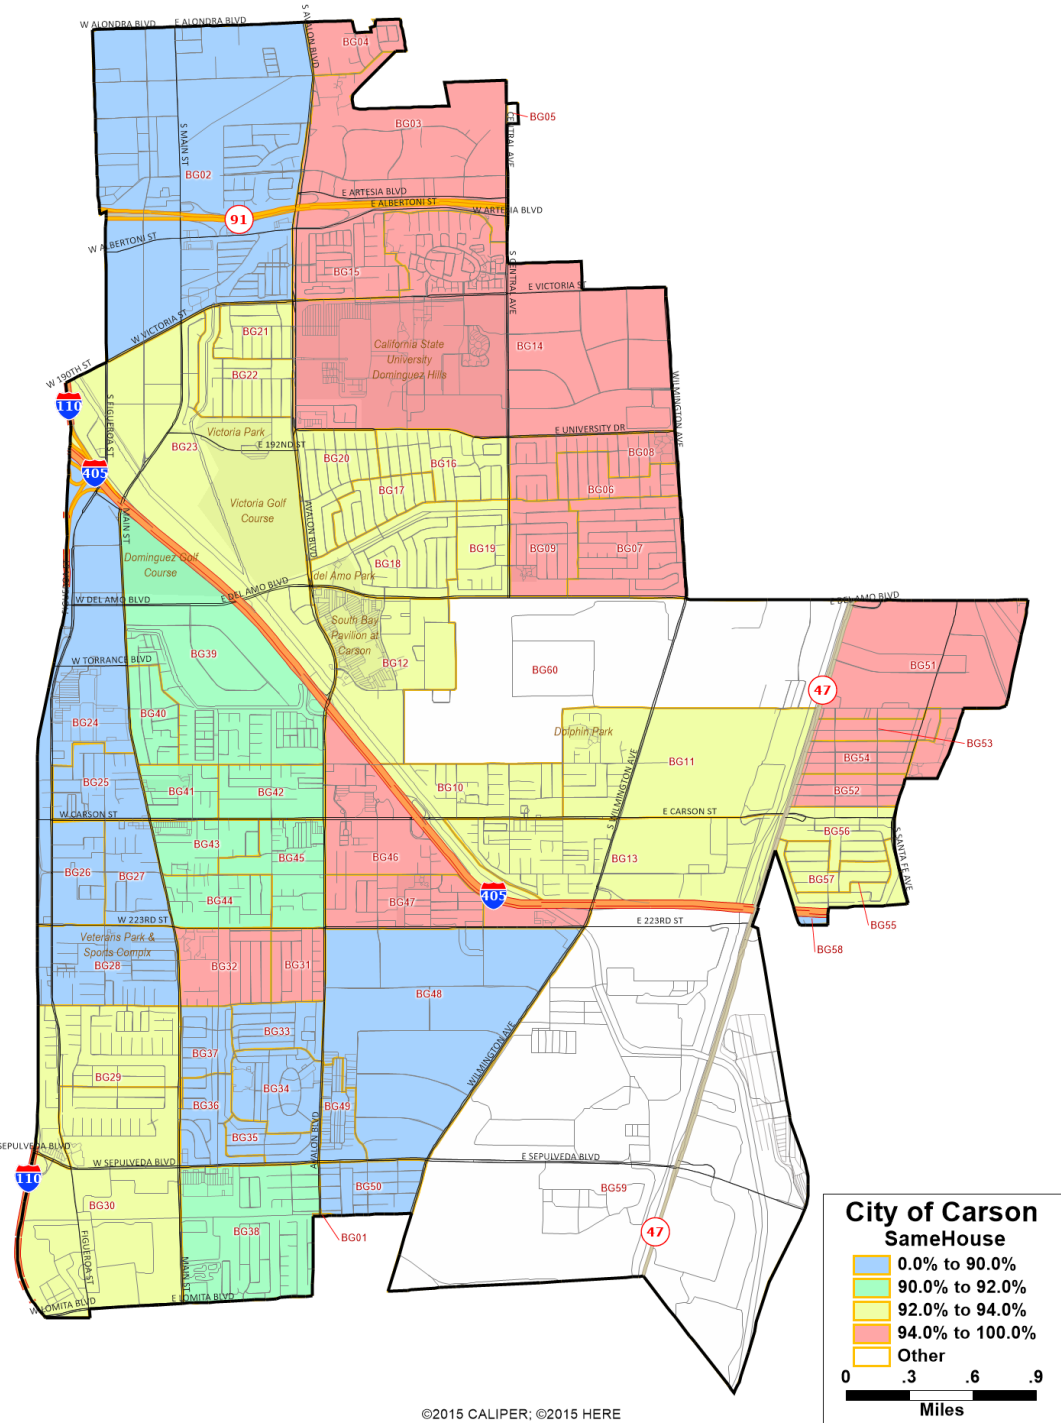 W ALONDRA BLVD
E ALONDRA BLVD
S AVALON BLVD
BG04
BG03
CENTRAL AVE
BG05
S MAIN ST
BG02
E ARTESIA BLVD
E ALBERTONI ST
W ARTESIA BLVD
91
W ALBERTONI ST
BG15
S CENTRAL AVE
E VICTORIA ST
W VICTORIA ST
BG21
California State
University
Dominguez Hills
BG14
W 190TH ST
BG22
WILMINGTON AVE
110
S FIGUEROA ST
Victoria Park
E UNIVERSITY DR
BG23
E 192ND ST
BG20
BG16
BG08
405
BG17
BG06
Victoria Golf
Course
MAIN ST
AVALON BLVD
BG19
BG09
BG07
Dominguez Golf
Course
BG18
del Amo Park
E DEL AMO BLVD
W DEL AMO BLVD
E DEL AMO BLVD
South Bay
Pavilion at
Carson
BG39
W TORRANCE BLVD
BG12
BG60
BG51
47
BG40
BG24
Dolphin Park
BG53
BG54
BG11
BG25
BG41
BG42
BG10
S WILMINGTON AVE
BG52
W CARSON ST
E CARSON ST
BG56
S SANTA FE AVE
BG43
BG45
BG46
BG13
BG26
BG27
BG57
405
BG44
BG47
W 223RD ST
E 223RD ST
BG55
Veterans Park &
Sports Complx
BG58
BG28
BG32
BG31
BG48
BG33
BG37
WILMINGTON AVE
BG29
BG34
BG36
BG49
BG35
AVALON BLVD
SEPULVEDA BLVD
W SEPULVEDA BLVD
E SEPULVEDA BLVD
110
BG50
BG59
BG30
BG38
47
BG01
FIGUEROA ST
MAIN ST
W LOMITA BLVD
E LOMITA BLVD
City of Carson
SameHouse
0.0% to 90.0%
90.0% to 92.0%
92.0% to 94.0%
94.0% to 100.0%
Other
0 .3 .6 .9
Miles
©2015 CALIPER; ©2015 HERE